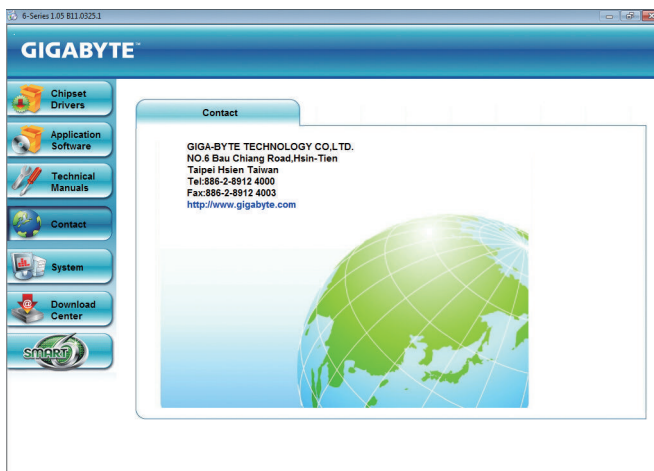 6-Series 1.05 B11.0325.1
GIGABYTE™
Chipset
Drivers
Application
Software
Technical
Manuals
Contact
System
Download
Center
SMART6
Contact
GIGA-BYTE TECHNOLOGY CO,LTD.
NO.6 Bau Chiang Road,Hsin-Tien
Taipei Hsien Taiwan
Tel:886-2-8912 4000
Fax:886-2-8912 4003
http://www.gigabyte.com